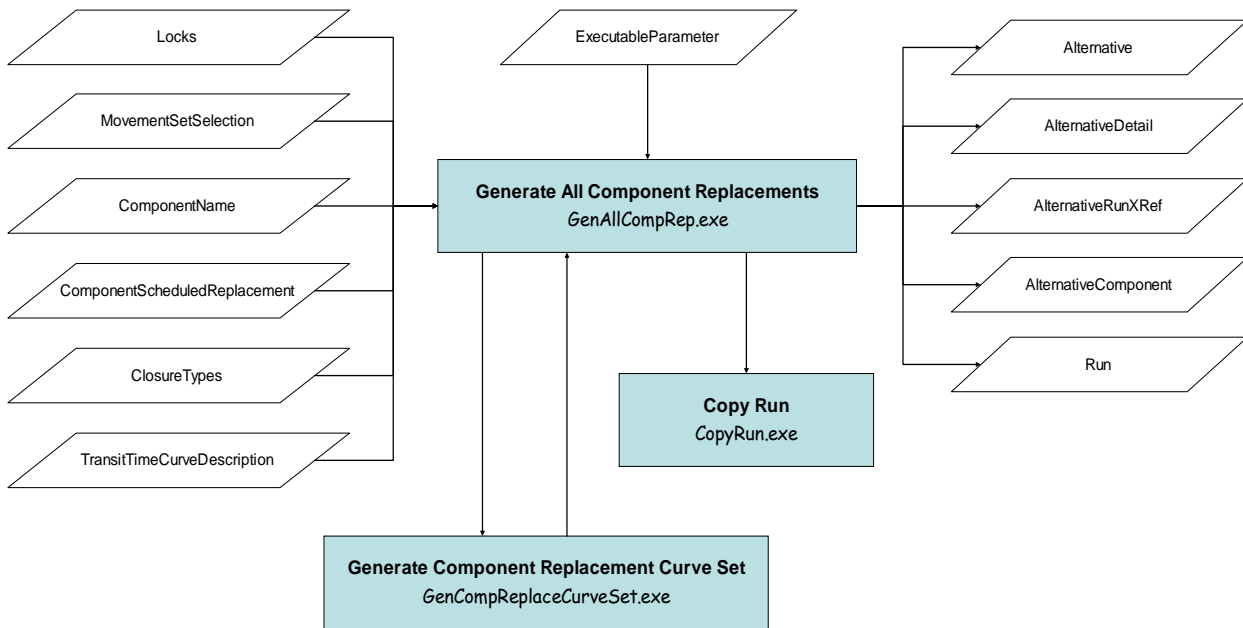 Locks
ExecutableParameter
Alternative
MovementSetSelection
AlternativeDetail
Generate All Component Replacements
GenAllCompRep.exe
ComponentName
AlternativeRunXRef
ComponentScheduledReplacement
AlternativeComponent
ClosureTypes
Run
Copy Run
CopyRun.exe
TransitTimeCurveDescription
Generate Component Replacement Curve Set
GenCompReplaceCurveSet.exe